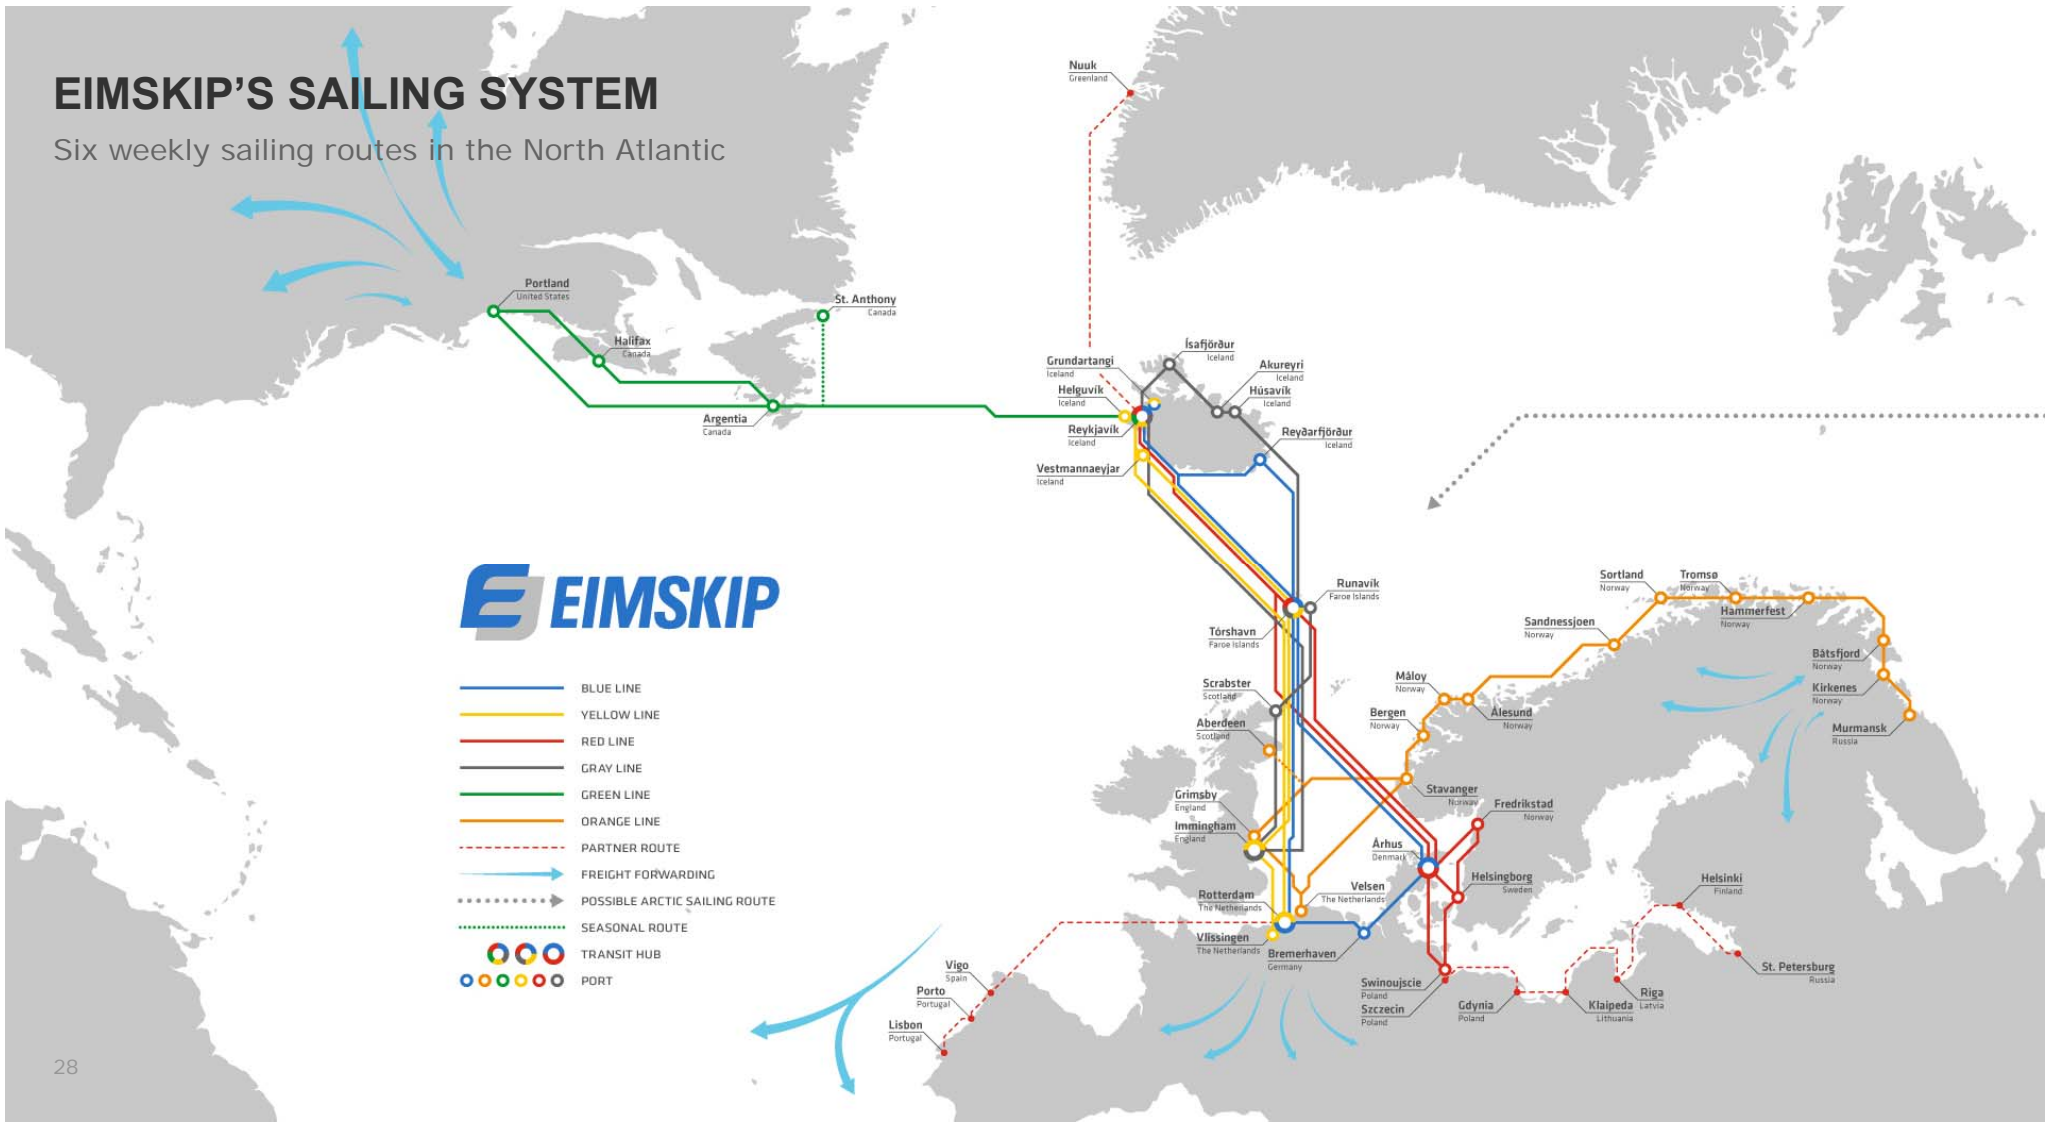 EIMSKIP'S SAILING SYSTEM
Six weekly sailing routes in the North Atlantic
Nuuk
Greenland
Portland
United States
St. Anthony
Canada
Halifax
Canada
Argentia
Canada
Ísafjörður
Iceland
Grundartangi
Iceland
Akureyri
Iceland
Helguvík
Iceland
Húsavík
Iceland
Reykjavík
Iceland
Reyðarfjörður
Iceland
Vestmannaeyjar
Iceland
Runavík
Faroe Islands
Tórshavn
Faroe Islands
Sortland
Norway
Tromsø
Norway
Hammerfest
Norway
Sandnessjoen
Norway
Båtsfjord
Norway
Kirkenes
Norway
Murmansk
Russia
Måloy
Norway
Ålesund
Norway
Bergen
Norway
Stavanger
Norway
Fredrikstad
Norway
Scrabster
Scotland
Aberdeen
Scotland
Grimsby
England
Immingham
England
Århus
Denmark
Helsingborg
Sweden
Velsen
The Netherlands
Rotterdam
The Netherlands
Vlissingen
The Netherlands
Bremerhaven
Germany
Swinoujscie
Poland
Szczecin
Poland
Gdynia
Poland
Klaipeda
Lithuania
Riga
Latvia
Helsinki
Finland
St. Petersburg
Russia
Vigo
Spain
Porto
Portugal
Lisbon
Portugal
EIMSKIP
BLUE LINE
YELLOW LINE
RED LINE
GRAY LINE
GREEN LINE
ORANGE LINE
PARTNER ROUTE
FREIGHT FORWARDING
POSSIBLE ARCTIC SAILING ROUTE
SEASONAL ROUTE
TRANSIT HUB
PORT
28